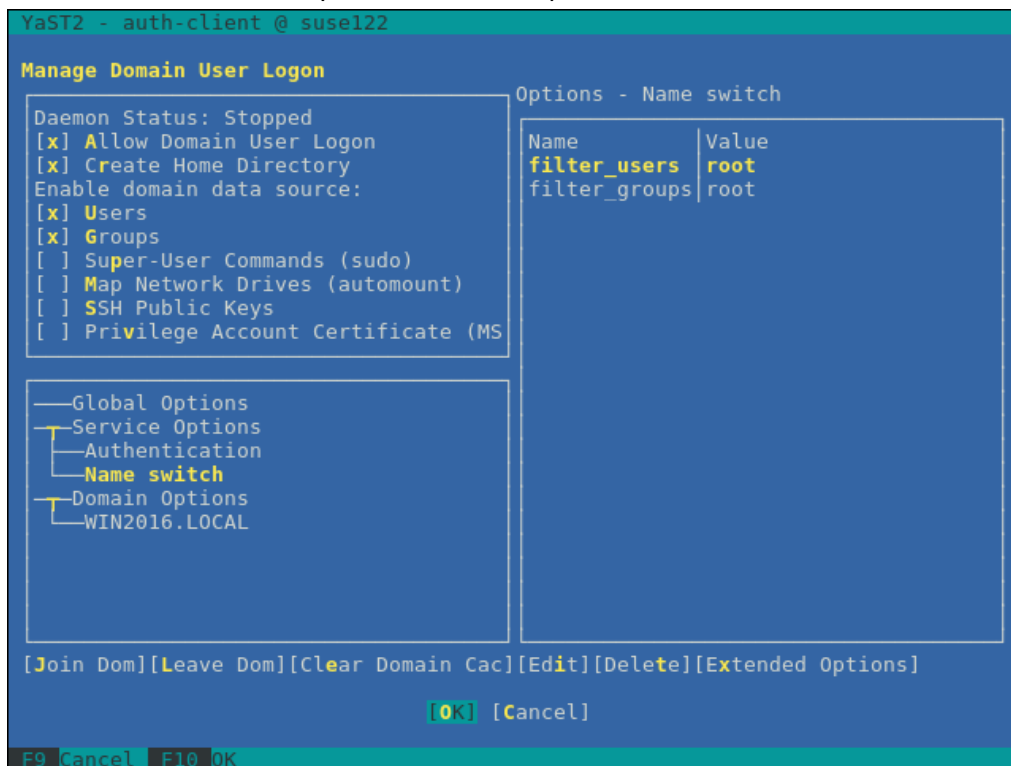 YaST2 - auth-client @ suse122
Manage Domain User Logon
Daemon Status: Stopped
[x] Allow Domain User Logon
[x] Create Home Directory
Enable domain data source:
[x] Users
[x] Groups
[ ] Super-User Commands (sudo)
[ ] Map Network Drives (automount)
[ ] SSH Public Keys
[ ] Privilege Account Certificate (MS
Global Options
Service Options
Authentication
Name switch
Domain Options
WIN2016.LOCAL
Options - Name switch
Name Value
filter_users root
filter_groups root
[Join Dom][Leave Dom][Clear Domain Cac][Edit][Delete][Extended Options]
[OK] [Cancel]
F9 Cancel F10 OK